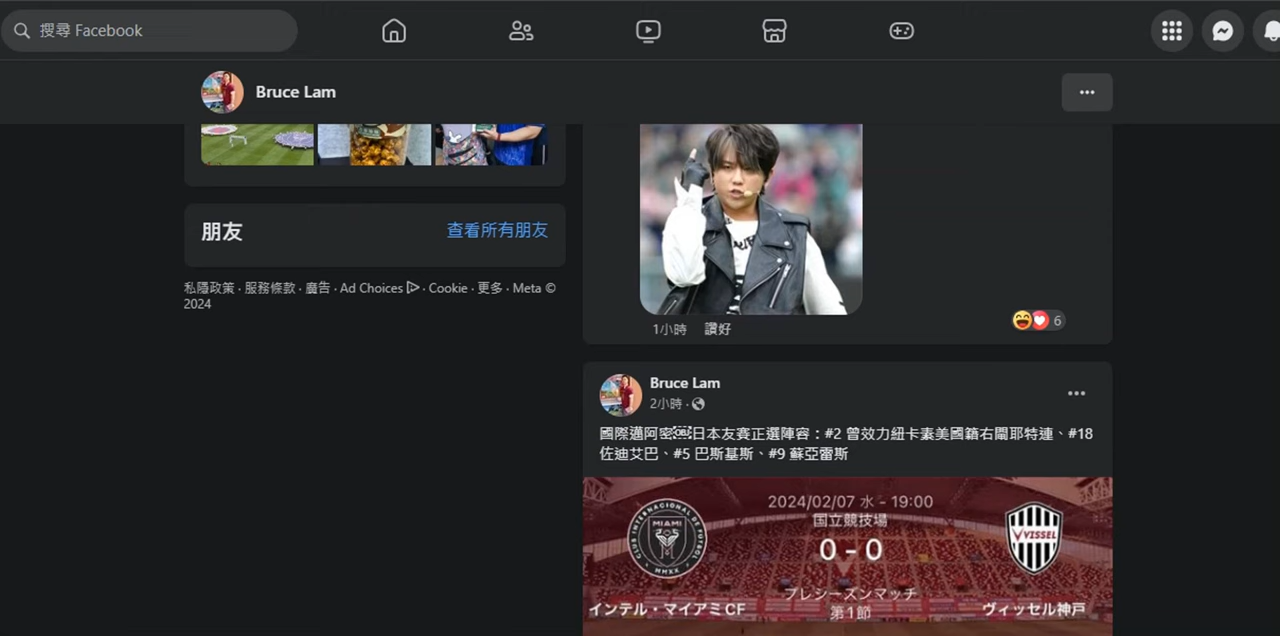 搜尋 Facebook
Bruce Lam
朋友
查看所有朋友
私隱政策 · 服務條款 · 廣告 · Ad Choices · Cookie · 更多 · Meta ©
2024
1小時 讚好
6
Bruce Lam
2小時 ·
國際邁阿密￼日本友賽正選陣容：#2 曾效力紐卡素美國籍右閘耶特連、#18
佐迪艾巴、#5 巴斯基斯、#9 蘇亞雷斯
2024/02/07 水 - 19:00
国立競技場
0 - 0
プレシーズンマッチ
第1節
CLUB INTERNACIONAL DE FUTBOL
MIAMI
MMXX
インテル・マイアミCF
VISSEL
ヴィッセル神戸